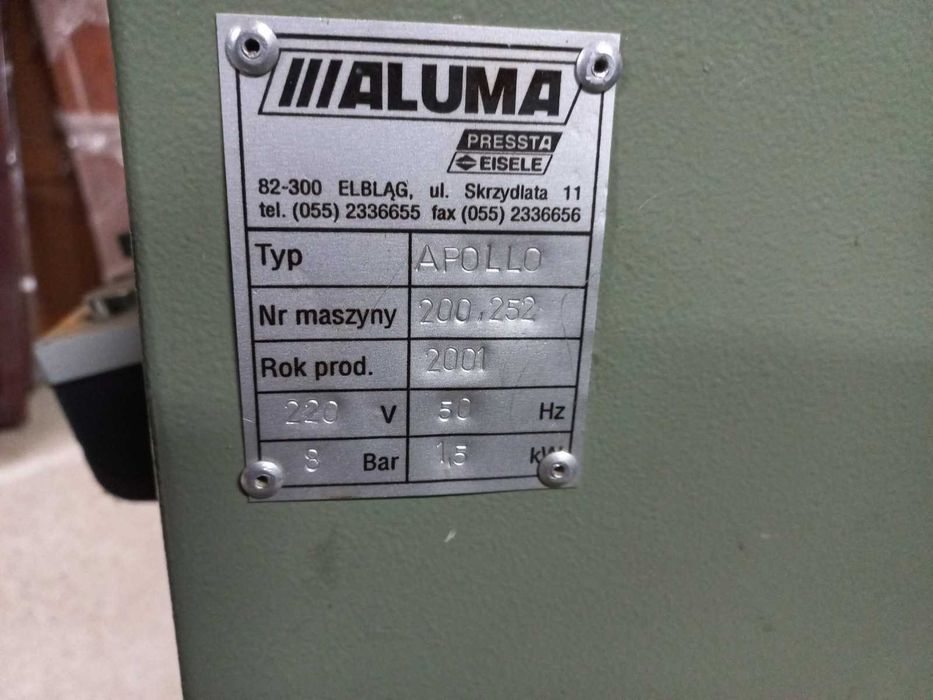 ALUMA
PRESSTA
EISELE
82-300 ELBLĄG, ul. Skrzydlata 11
tel. (055) 2336655 fax (055) 2336656
Typ APOLLO
Nr maszyny 200.252
Rok prod. 2001
220 V 50 Hz
8 Bar 1,5 kW